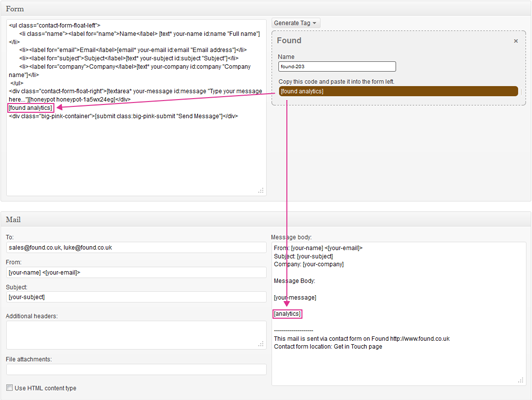 Form
<ul class="contact-form-float-left">
<li class="name"><label for="name">Name</label> [text* your-name id:name "Full name"]
</li>
<li><label for="email">Email</label>[email* your-email id:email "Email address"]</li>
<li><label for="subject">Subject</label>[text* your-subject id:subject "Subject"]</li>
<li><label for="company">Company</label>[text* your-company id:company "Company
name"]</li>
</ul>
<div class="contact-form-float-right">[textarea* your-message id:message "Type your message
here..."][honeypot honeypot-1a5wx24eg]</div>
[found analytics]
<div class="big-pink-container">[submit class:big-pink-submit "Send Message"]</div>
Generate Tag
Found
×
Name
found-203
Copy this code and paste it into the form left.
[found analytics]
Mail
To:
sales@found.co.uk, luke@found.co.uk
From:
[your-name] <[your-email]>
Subject:
[your-subject]
Additional headers:
File attachments:
Use HTML content type
Message body:
From: [your-name] <[your-email]>
Subject: [your-subject]
Company: [your-company]
Message Body:
[your-message]
[analytics]
--------------------
This mail is sent via contact form on Found http://www.found.co.uk
Contact form location: Get in Touch page